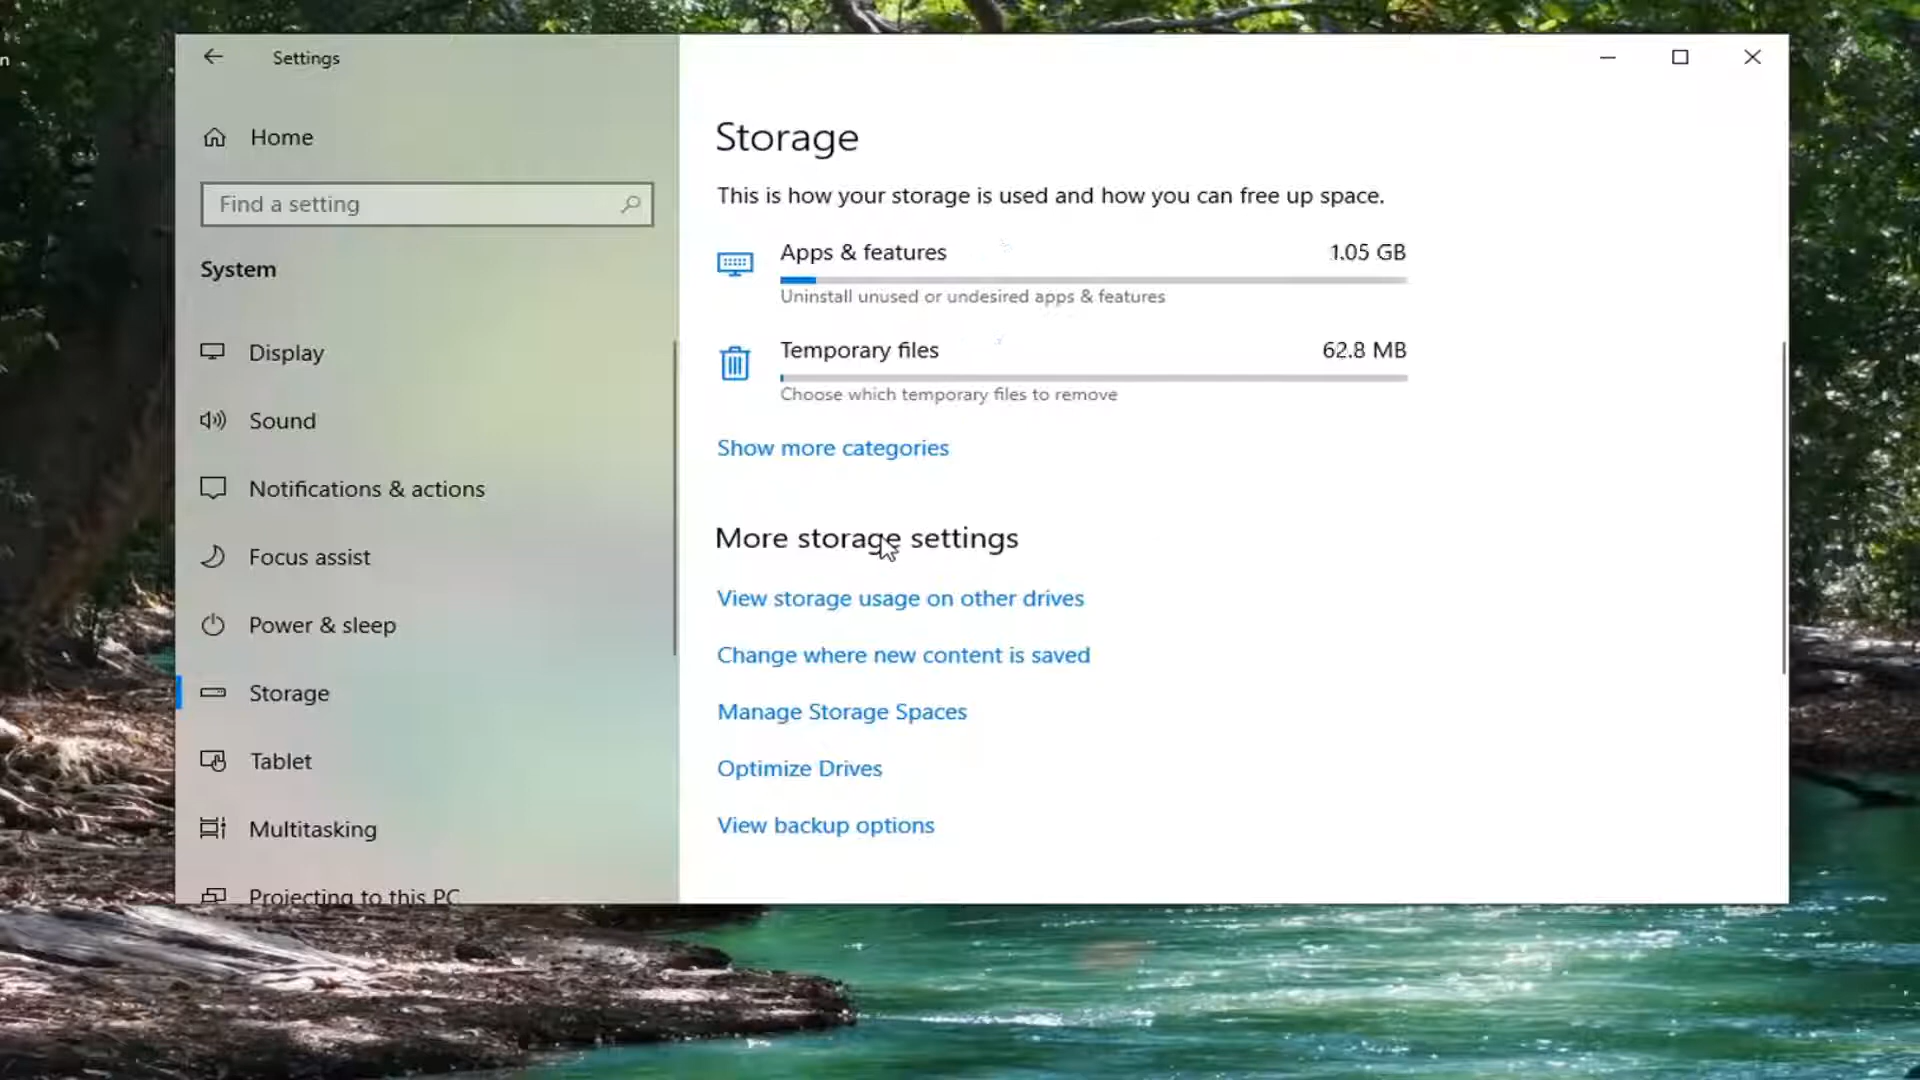 n
Settings
Home
Find a setting
System
Display
Sound
Notifications & actions
Focus assist
Power & sleep
Storage
Tablet
Multitasking
Projecting to this PC
Storage
This is how your storage is used and how you can free up space.
Apps & features 1.05 GB
Uninstall unused or undesired apps & features
Temporary files 62.8 MB
Choose which temporary files to remove
Show more categories
More storage settings
View storage usage on other drives
Change where new content is saved
Manage Storage Spaces
Optimize Drives
View backup options